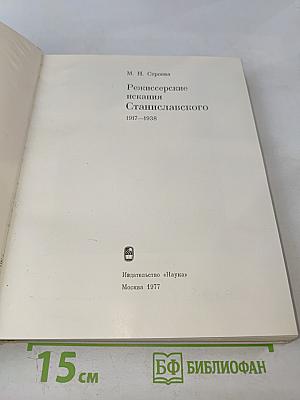 М. Н. Строева
Режиссерские
искания
Станиславского
1917—1938
Издательство «Наука»
Москва 1977
15 см
БФ БИБЛИОФАН